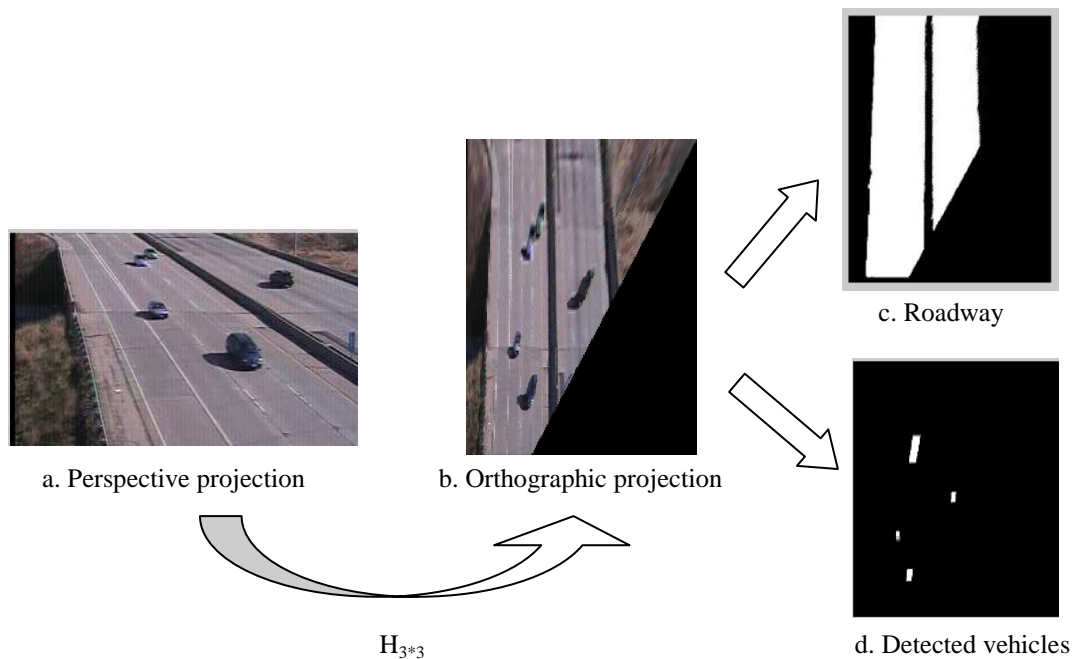 a. Perspective projection
b. Orthographic projection
c. Roadway
d. Detected vehicles
H3*3